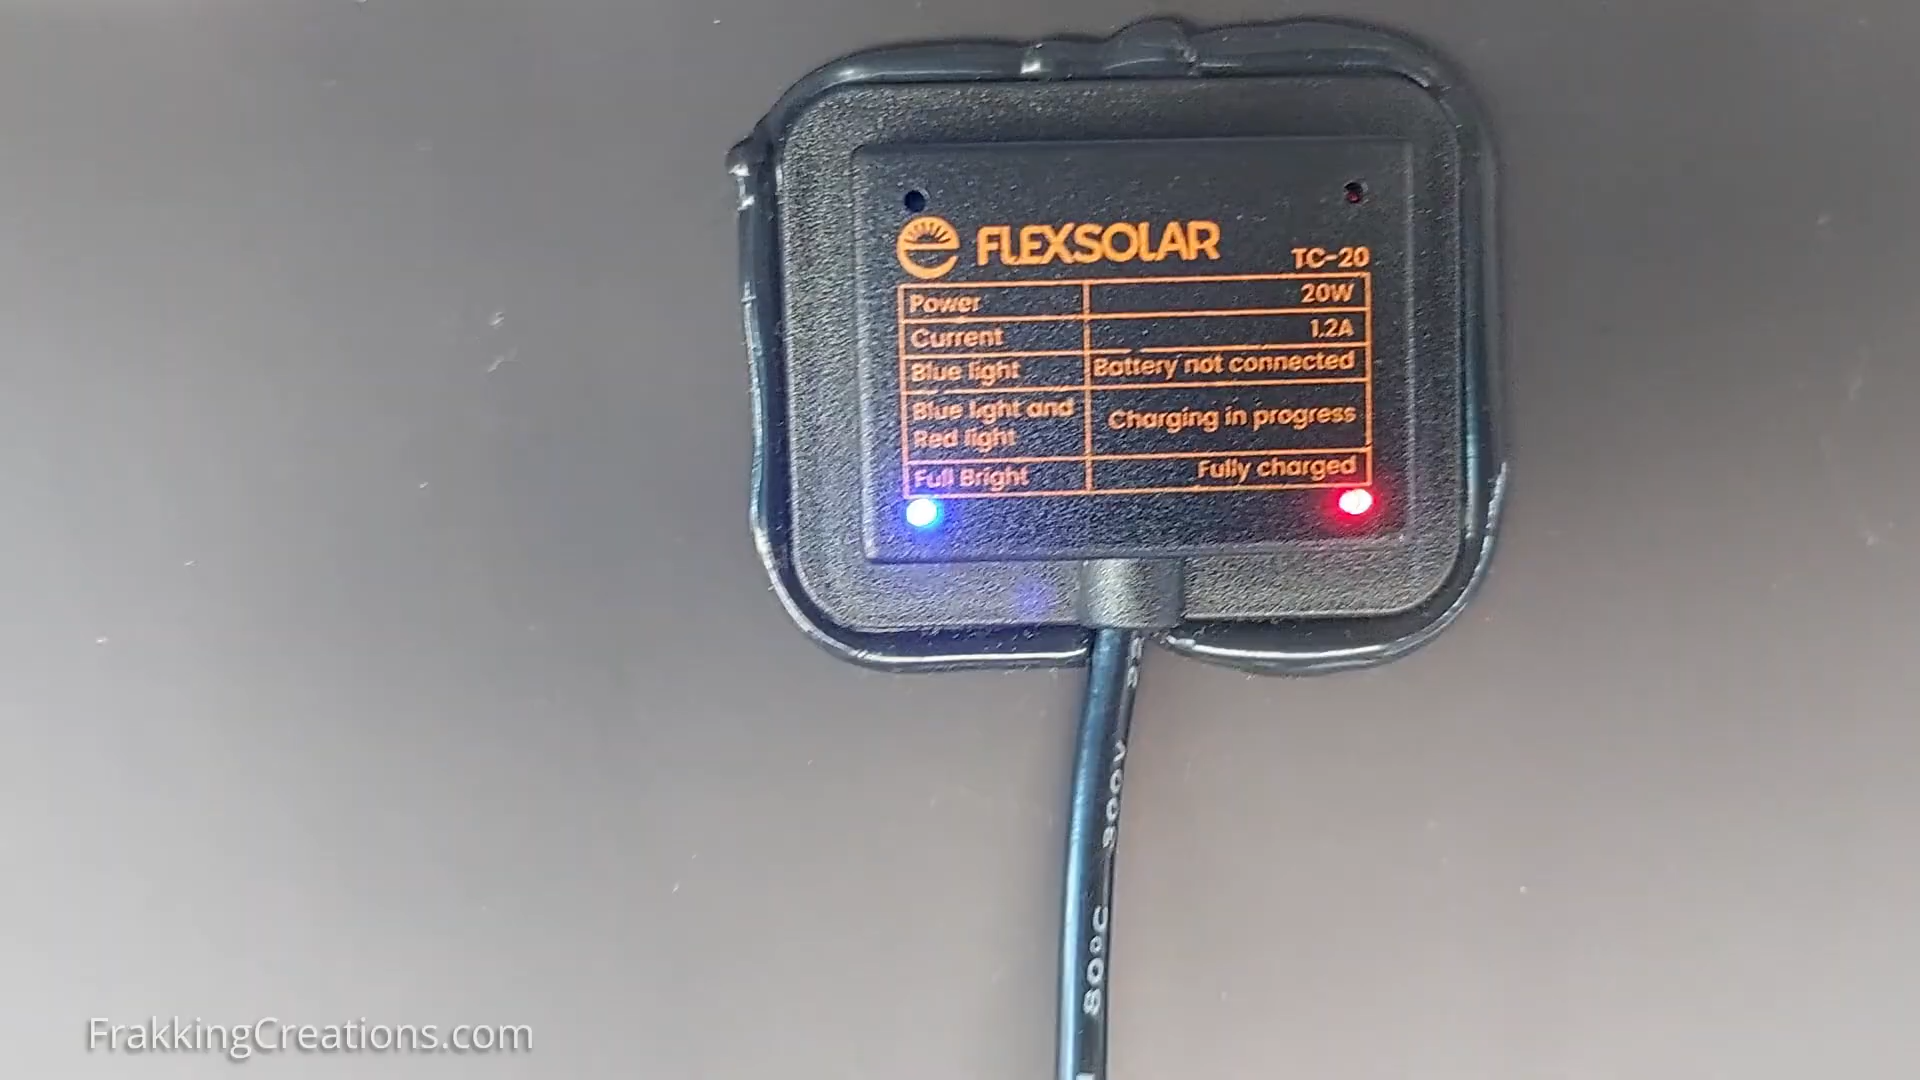 FLEXSOLAR
TC-20
Power 20W
Current 1.2A
Blue light Battery not connected
Blue light and
Red light Charging in progress
Full Bright Fully charged
80°C 300V
FrakkingCreations.com